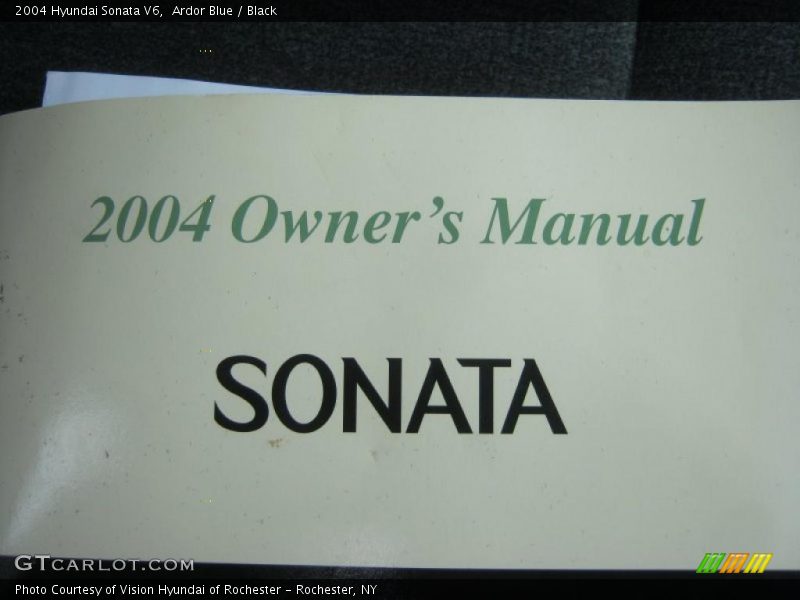 2004 Hyundai Sonata V6,  Ardor Blue / Black
2004 Owner's Manual
SONATA
GTCARLOT.COM
Photo Courtesy of Vision Hyundai of Rochester - Rochester, NY